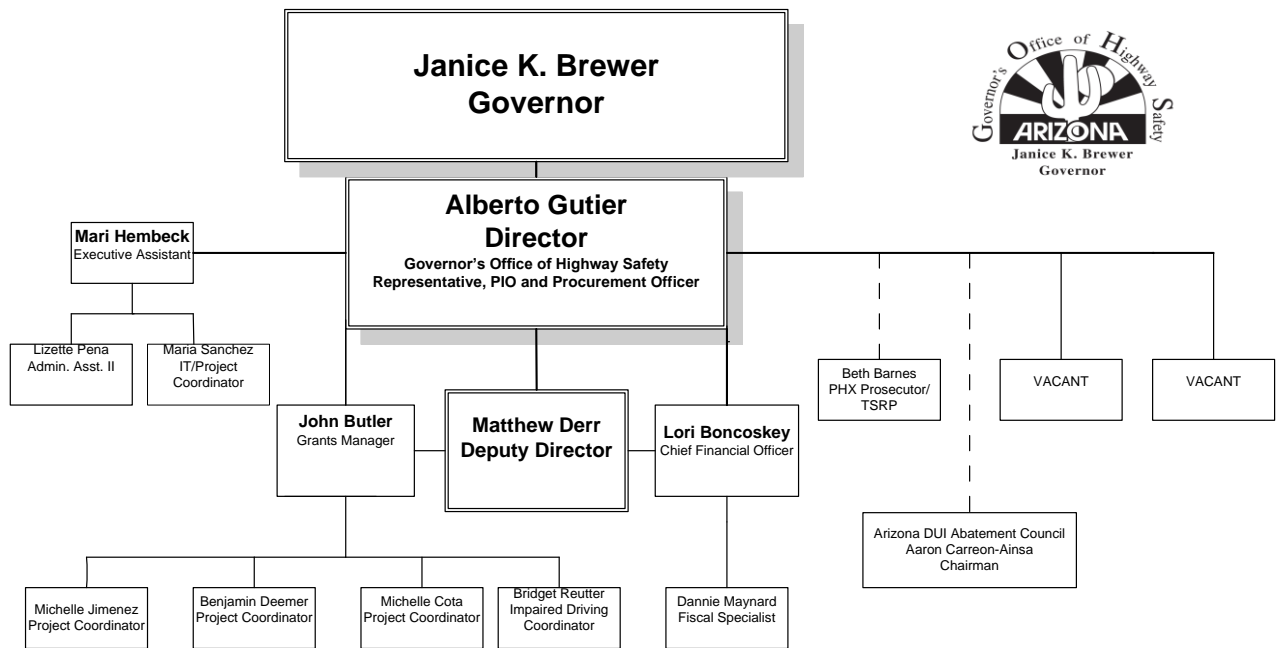 Janice K. Brewer
Governor
Governor's Office of Highway Safety
ARIZONA
Janice K. Brewer
Governor
Alberto Gutier
Director
Governor's Office of Highway Safety
Representative, PIO and Procurement Officer
Mari Hembeck
Executive Assistant
Lizette Pena
Admin. Asst. II
Maria Sanchez
IT/Project
Coordinator
Beth Barnes
PHX Prosecutor/
TSRP
VACANT
VACANT
John Butler
Grants Manager
Matthew Derr
Deputy Director
Lori Boncoskey
Chief Financial Officer
Arizona DUI Abatement Council
Aaron Carreon-Ainsa
Chairman
Michelle Jimenez
Project Coordinator
Benjamin Deemer
Project Coordinator
Michelle Cota
Project Coordinator
Bridget Reutter
Impaired Driving
Coordinator
Dannie Maynard
Fiscal Specialist